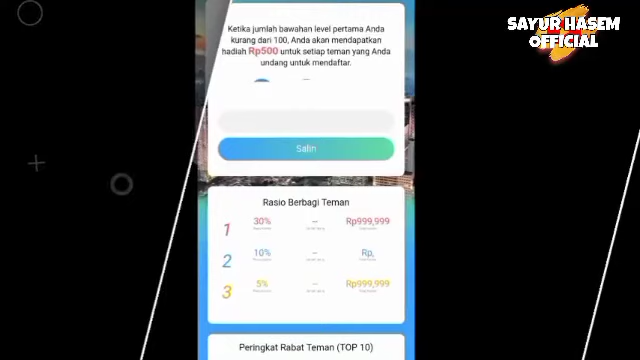 SAYUR HASEM
OFFICIAL
Ketika jumlah bawahan level pertama Anda
kurang dari 100, Anda akan mendapatkan
hadiah Rp500 untuk setiap teman yang Anda
undang untuk mendaftar.
Salin
Rasio Berbagi Teman
1 30% -- Rp999,999
2 10% -- Rp,
3 5% -- Rp999,999
Peringkat Rabat Teman (TOP 10)